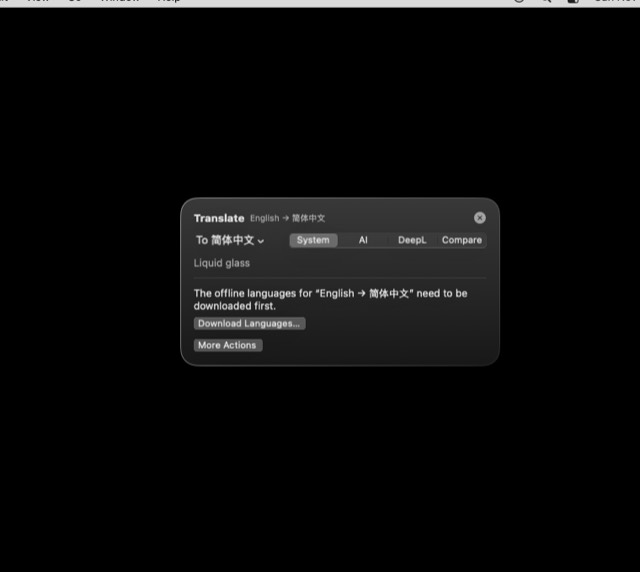 Translate English → 简体中文
To 简体中文 System AI DeepL Compare
Liquid glass
The offline languages for “English → 简体中文” need to be
downloaded first.
Download Languages...
More Actions